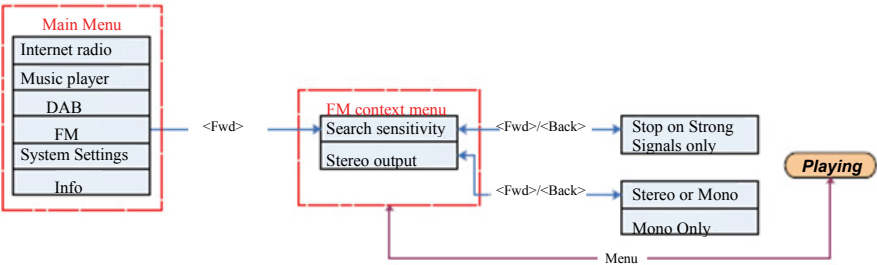 Main Menu
Internet radio
Music player
DAB
FM
System Settings
Info
<Fwd>
FM context menu
Search sensitivity
Stereo output
<Fwd>/<Back>
Stop on Strong
Signals only
<Fwd>/<Back>
Stereo or Mono
Mono Only
Playing
Menu